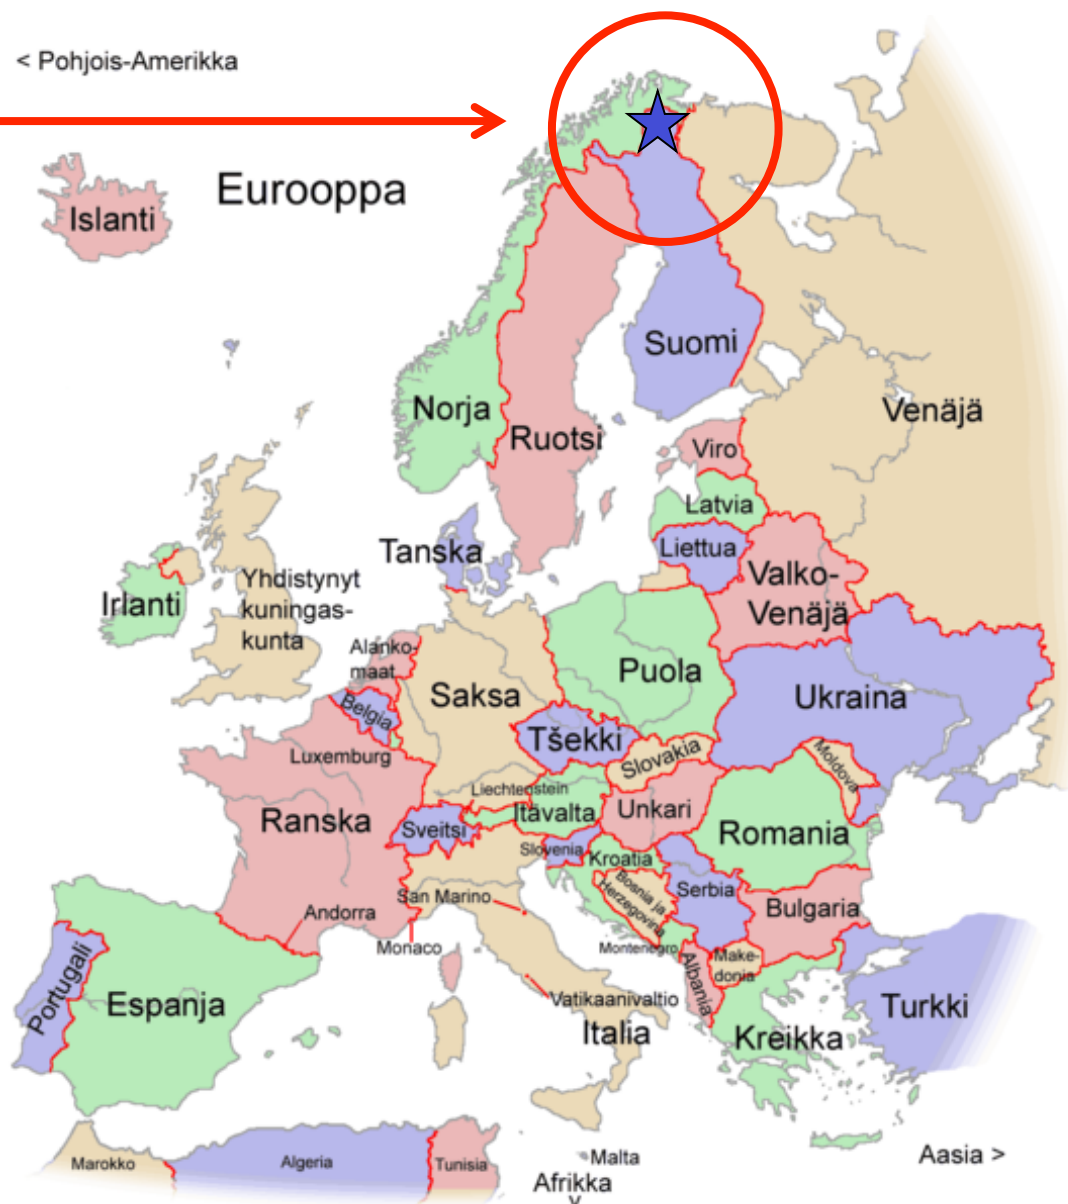 < Pohjois-Amerikka
Eurooppa
Islanti
Suomi
Norja
Ruotsi
Venäjä
Viro
Latvia
Liettua
Tanska
Valko-
Venäjä
Irlanti
Yhdistynyt
kuningas-
kunta
Alanko-
maat
Puola
Saksa
Ukraina
Belgia
Tšekki
Luxemburg
Slovakia
Moldova
Liechtenstein
Itävalta
Unkari
Ranska
Sveitsi
Romania
Slovenia
Kroatia
Serbia
Bosnia ja
Herzegovina
San Marino
Andorra
Bulgaria
Monaco
Montenegro
Make-
donia
Albania
Portugali
Espanja
Vatikaanivaltio
Italia
Turkki
Kreikka
Marokko
Algeria
Tunisia
Malta
Afrikka
v
Aasia >